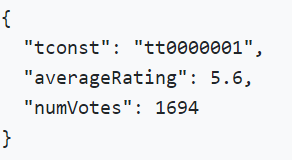 {
  "tconst": "tt0000001",
  "averageRating": 5.6,
  "numVotes": 1694
}